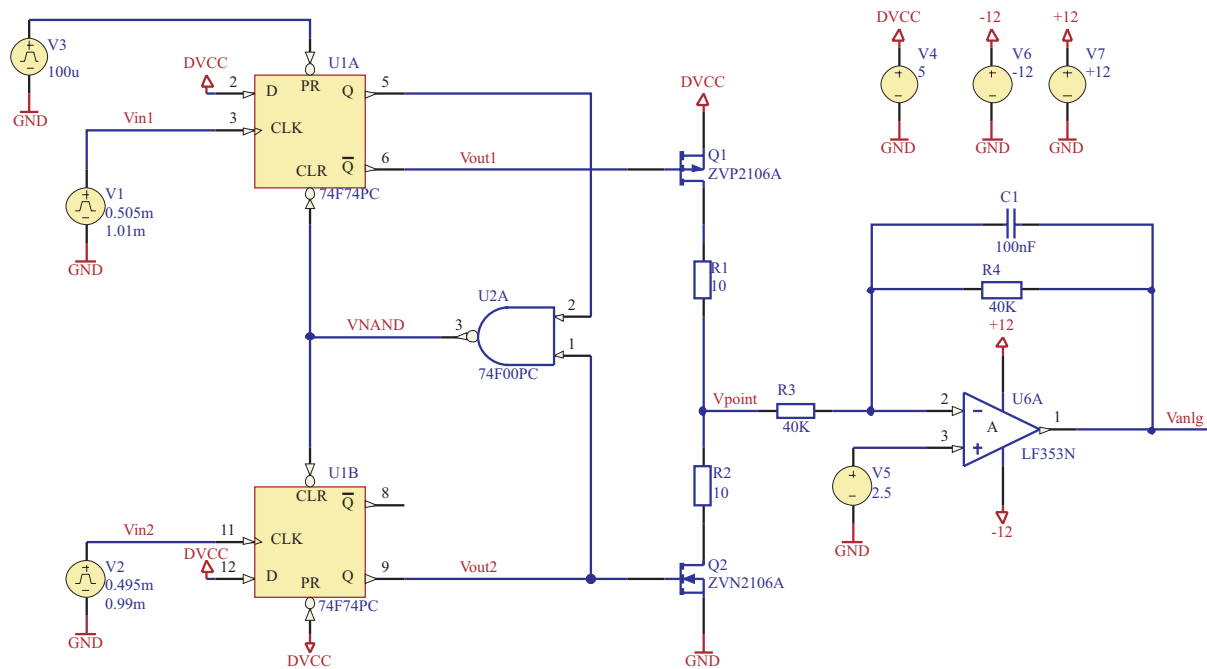 V3
100u
GND
DVCC
2
3
Vin1
V1
0.505m
1.01m
GND
U1A
PR
D
Q
CLK
Q
CLR
74F74PC
5
6
Vout1
DVCC
Q1
ZVP2106A
R1
10
DVCC
V4
5
GND
-12
V6
-12
GND
+12
V7
+12
GND
C1
100nF
R4
40K
+12
U2A
2
1
3
VNAND
74F00PC
Vpoint
R3
40K
2
3
A
U6A
1
LF353N
-12
Vanlg
V5
2.5
GND
R2
10
U1B
CLR
Q
CLK
D
PR
Q
74F74PC
8
9
Vout2
Q2
ZVN2106A
GND
Vin2
11
DVCC
12
V2
0.495m
0.99m
GND
DVCC